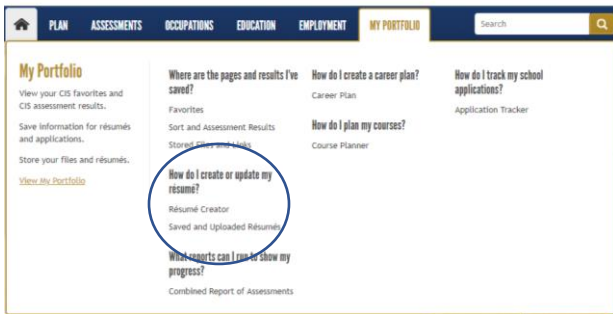 PLAN ASSESSMENTS OCCUPATIONS EDUCATION EMPLOYMENT MY PORTFOLIO Search
My Portfolio
View your CIS favorites and
CIS assessment results.
Save information for résumés
and applications.
Store your files and résumés.
View My Portfolio
Where are the pages and results I've
saved?
Favorites
Sort and Assessment Results
Stored Files and Links
How do I create or update my
résumé?
Résumé Creator
Saved and Uploaded Résumés
What reports can I run to show my
progress?
Combined Report of Assessments
How do I create a career plan?
Career Plan
How do I plan my courses?
Course Planner
How do I track my school
applications?
Application Tracker